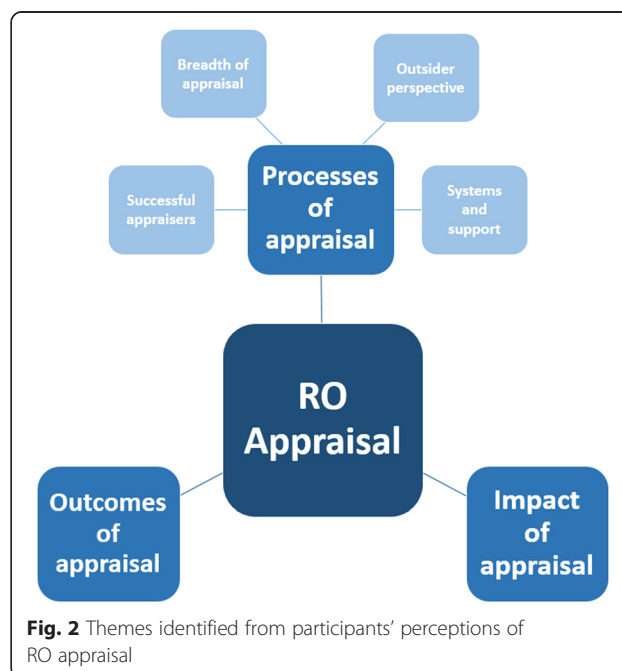 Breadth of
appraisal
Outsider
perspective
Successful
appraisers
Processes
of
appraisal
Systems
and
support
RO
Appraisal
Outcomes
of
appraisal
Impact
of
appraisal
Fig. 2 Themes identified from participants' perceptions of
RO appraisal